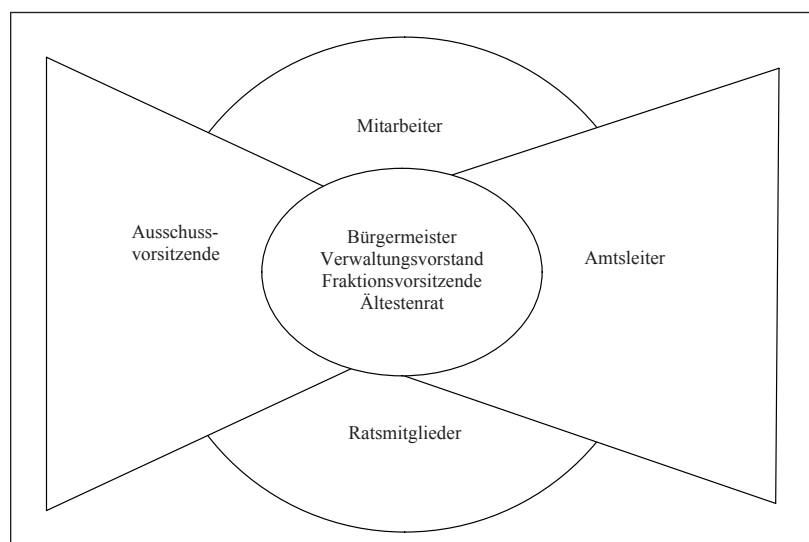 Mitarbeiter
Ausschuss-
vorsitzende
Bürgermeister
Verwaltungsvorstand
Fraktionsvorsitzende
Ältestenrat
Amtsleiter
Ratsmitglieder